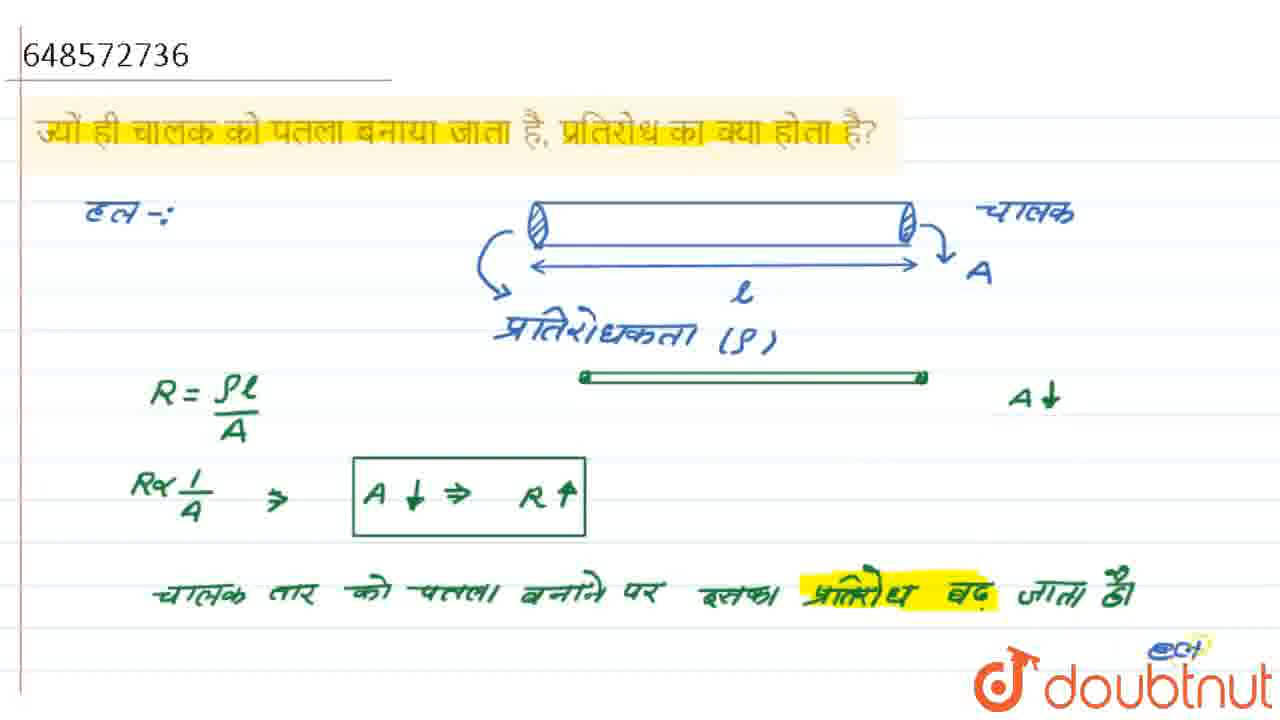 648572736
ज्यों ही चालक को पतला बनाया जाता है, प्रतिरोध का क्या होता है?
हल -:
चालक
A
l
प्रतिरोधकता (ρ)
R = ρl/A
A ↓
R ∝ 1/A ⇒ A ↓ ⇒ R ↑
चालक तार को पतला बनाने पर इसका प्रतिरोध बढ़ जाता है।
हल
doubtnut